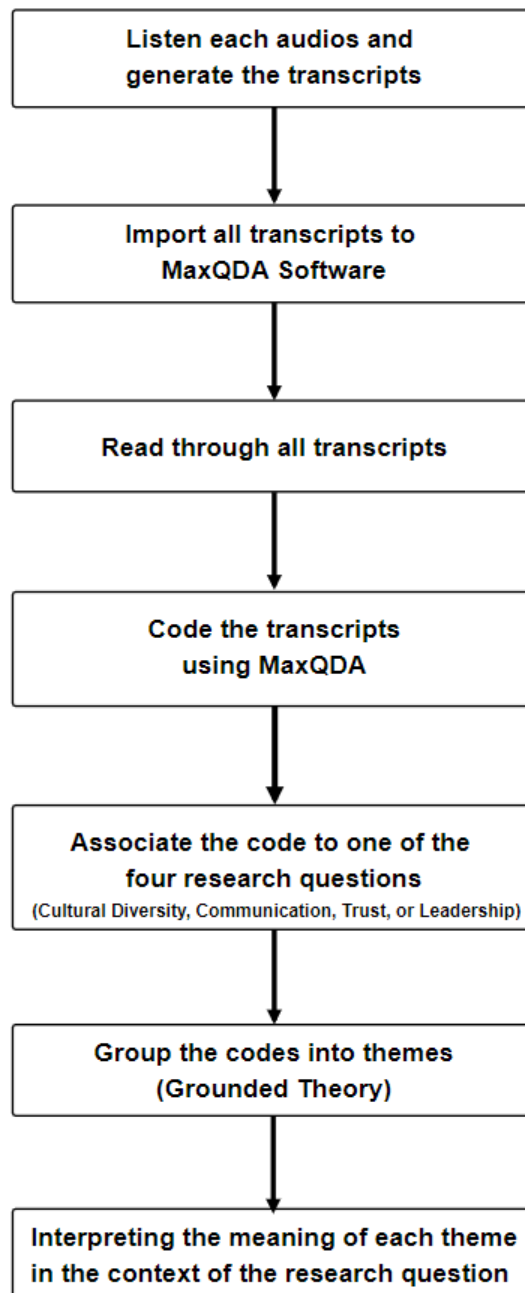 Listen each audios and
generate the transcripts
Import all transcripts to
MaxQDA Software
Read through all transcripts
Code the transcripts
using MaxQDA
Associate the code to one of the
four research questions
(Cultural Diversity, Communication, Trust, or Leadership)
Group the codes into themes
(Grounded Theory)
Interpreting the meaning of each theme
in the context of the research question